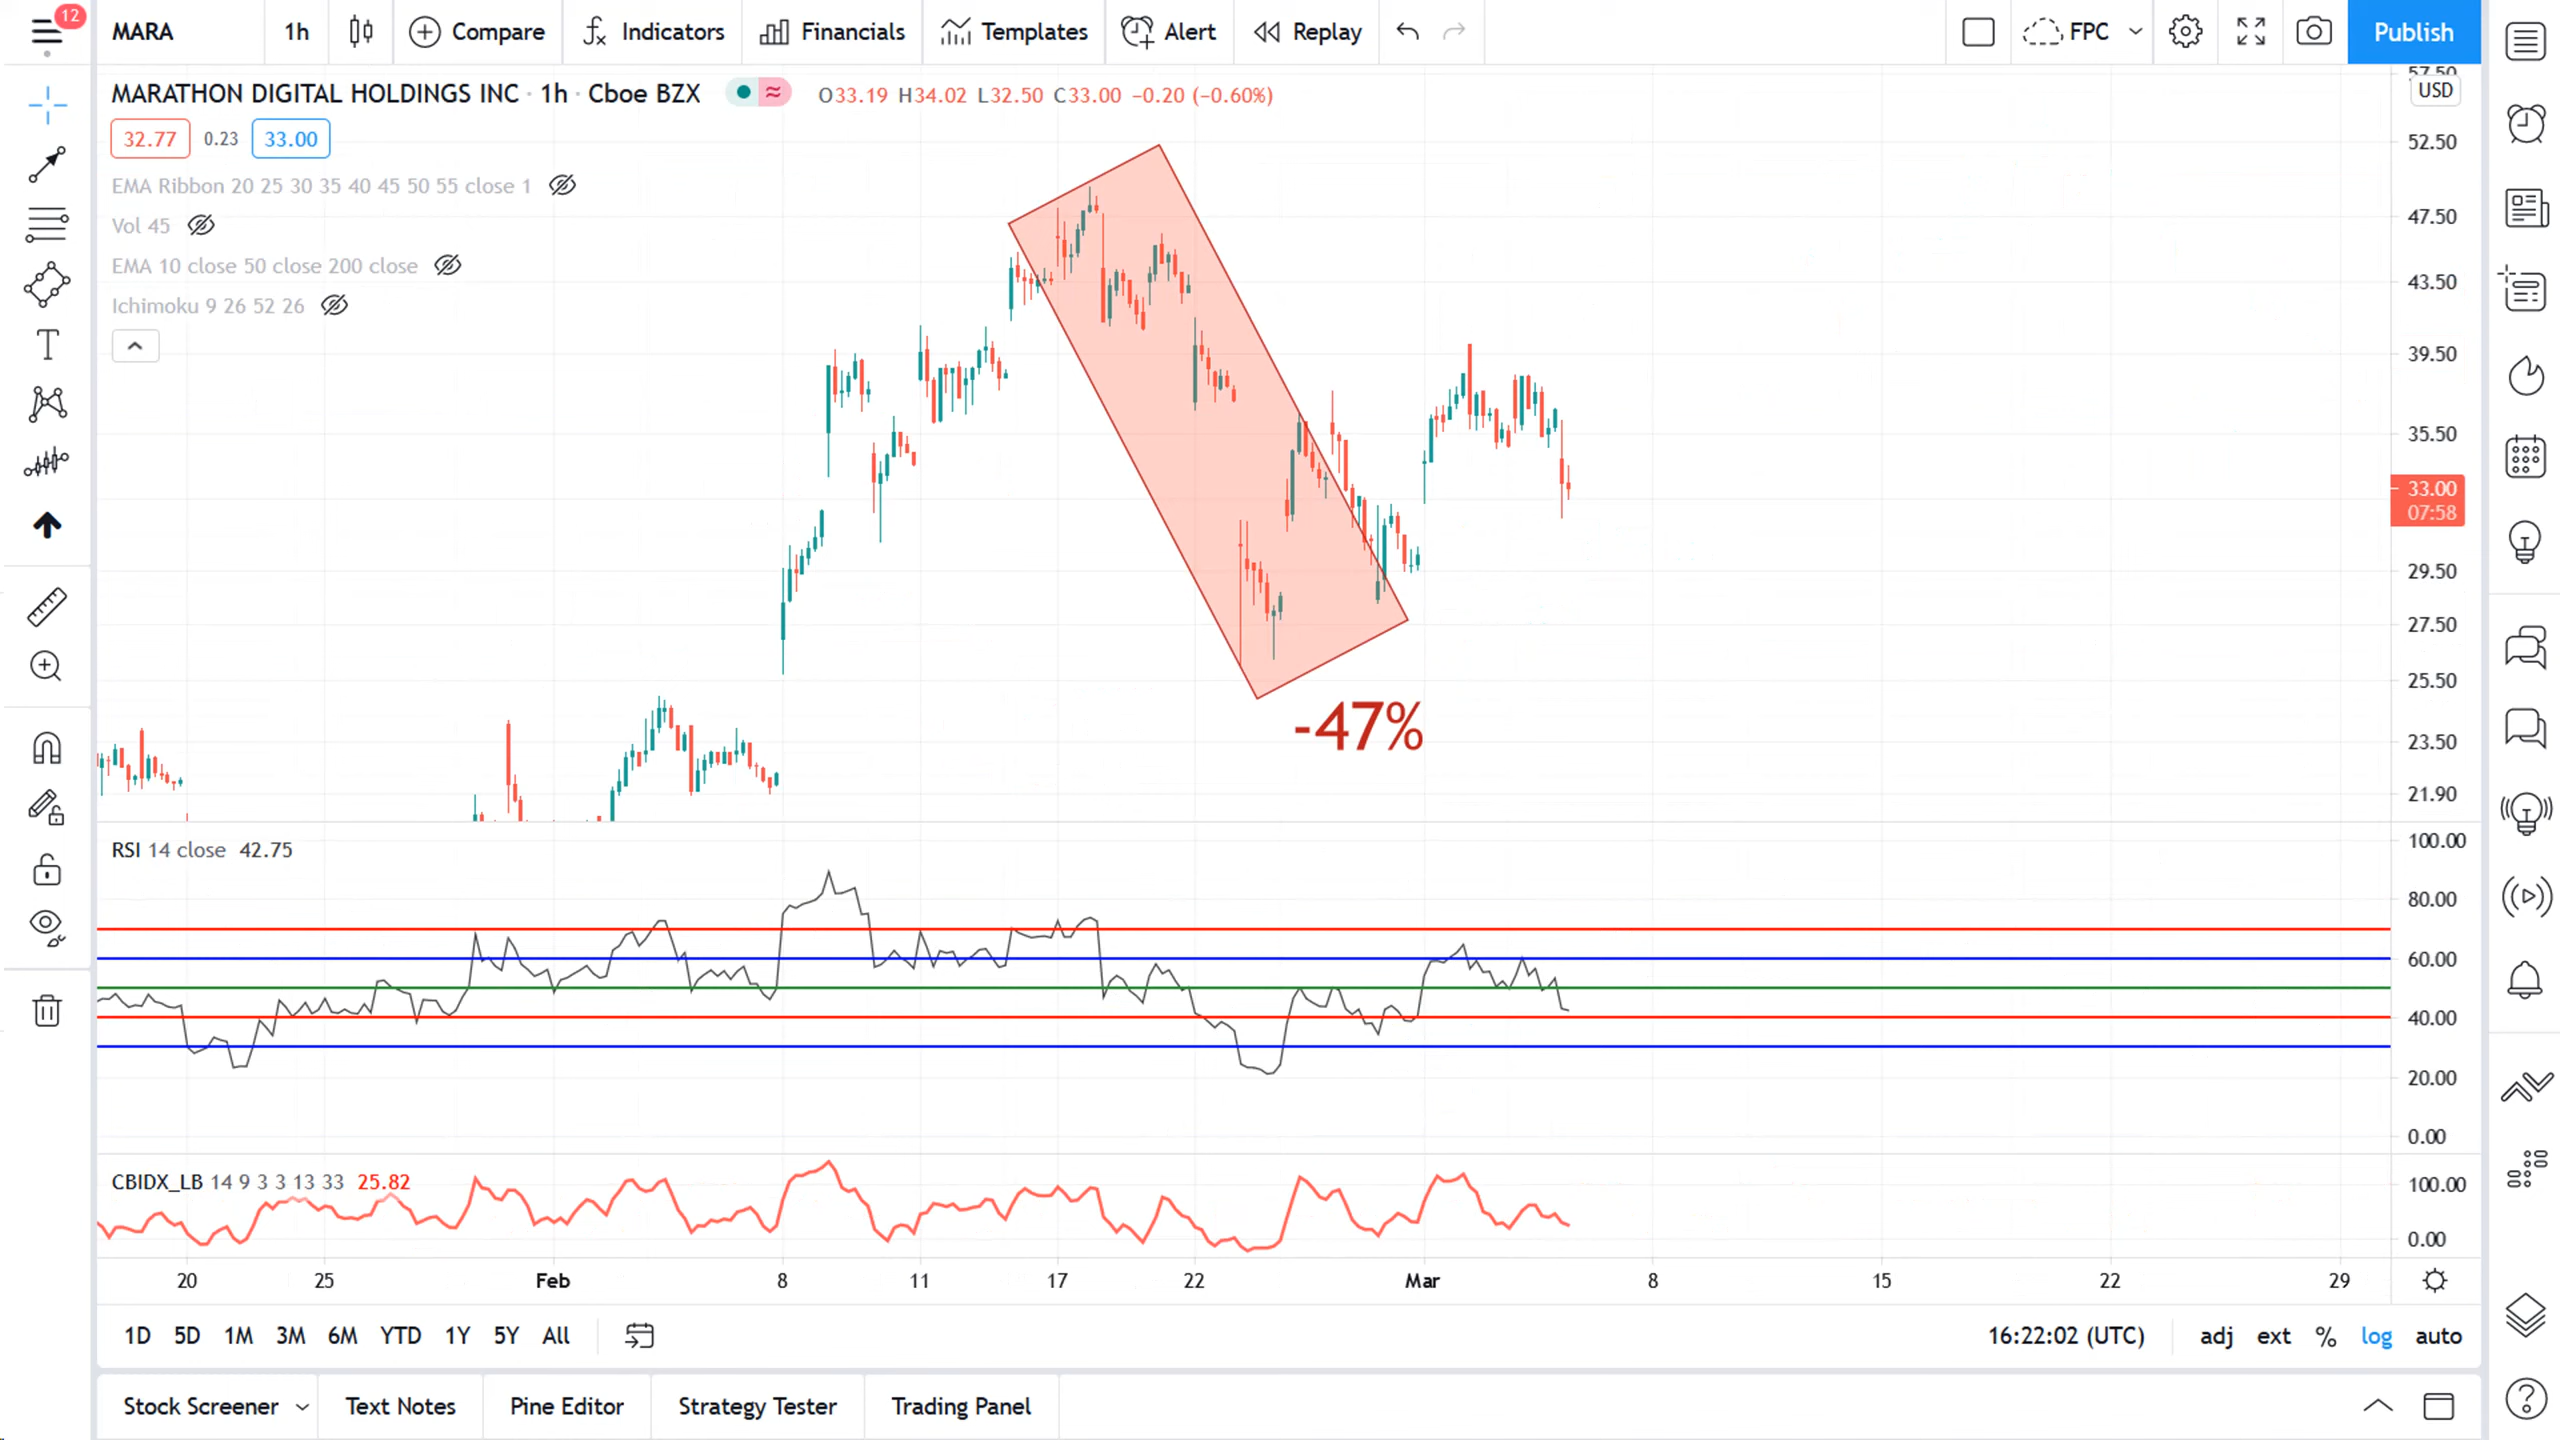 12
MARA 1h Compare Indicators Financials Templates Alert Replay FPC Publish
MARATHON DIGITAL HOLDINGS INC · 1h · Cboe BZX O33.19 H34.02 L32.50 C33.00 −0.20 (−0.60%)
32.77 0.23 33.00
EMA Ribbon 20 25 30 35 40 45 50 55 close 1
Vol 45
EMA 10 close 50 close 200 close
Ichimoku 9 26 52 26
57.50
USD
52.50
47.50
43.50
39.50
35.50
33.00
07:58
29.50
27.50
25.50
23.50
21.90
-47%
RSI 14 close 42.75
100.00
80.00
60.00
40.00
20.00
0.00
CBIDX_LB 14 9 3 3 13 33 25.82
100.00
0.00
20 25 Feb 8 11 17 22 Mar 8 15 22 29
1D 5D 1M 3M 6M YTD 1Y 5Y All 16:22:02 (UTC) adj ext % log auto
Stock Screener Text Notes Pine Editor Strategy Tester Trading Panel